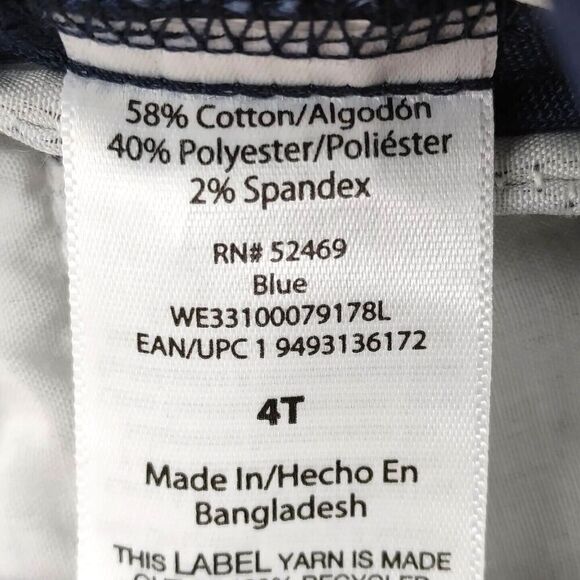 58% Cotton/Algodón
40% Polyester/Poliéster
2% Spandex
RN# 52469
Blue
WE33100079178L
EAN/UPC 1 9493136172
4T
Made In/Hecho En
Bangladesh
THIS LABEL YARN IS MADE